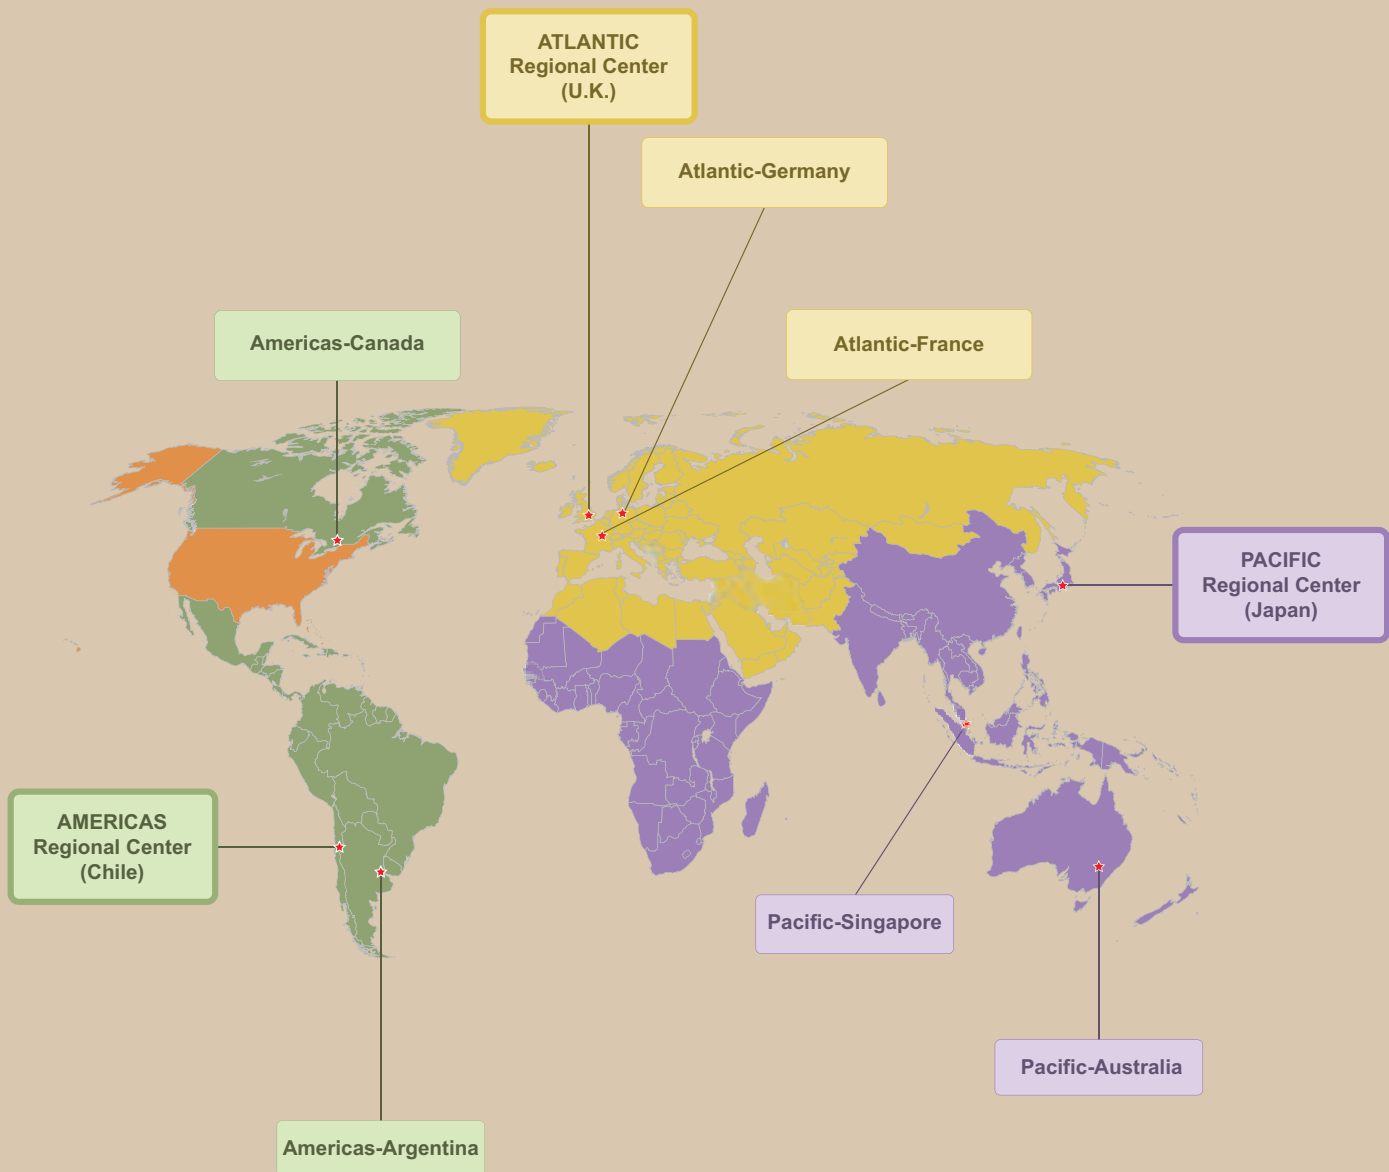 ATLANTIC
Regional Center
(U.K.)
Atlantic-Germany
Americas-Canada
Atlantic-France
PACIFIC
Regional Center
(Japan)
AMERICAS
Regional Center
(Chile)
Pacific-Singapore
Pacific-Australia
Americas-Argentina